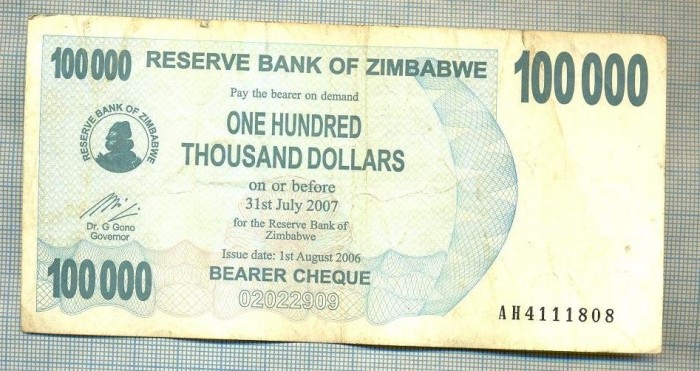 100 000
RESERVE BANK OF ZIMBABWE
100 000
Pay the bearer on demand
RESERVE BANK OF ZIMBABWE
ONE HUNDRED
THOUSAND DOLLARS
on or before
31st July 2007
for the Reserve Bank of
Zimbabwe
Dr. G Gono
Governor
Issue date: 1st August 2006
100 000
BEARER CHEQUE
02022909
AH4111808